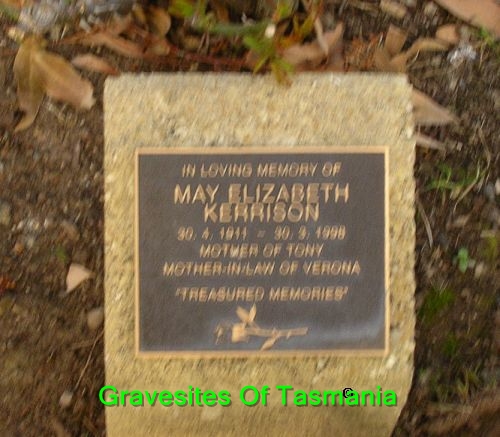 IN LOVING MEMORY OF
MAY ELIZABETH
KERRISON
30. 4. 1911 - 30. 3. 1998
MOTHER OF TONY
MOTHER-IN-LAW OF VERONA
"TREASURED MEMORIES"
Gravesites Of Tasmania ©